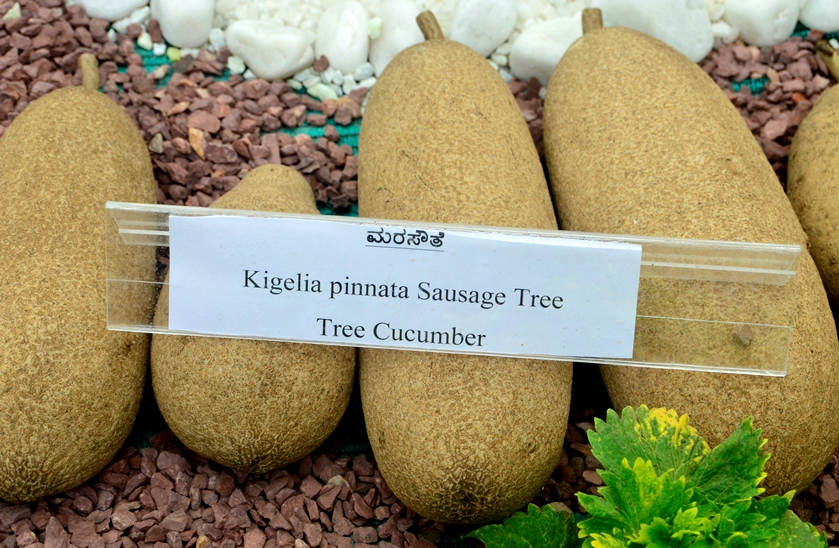 ಮರಸೌತೆ
Kigelia pinnata Sausage Tree
Tree Cucumber